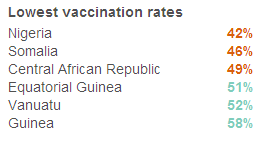 Lowest vaccination rates
Nigeria 42%
Somalia 46%
Central African Republic 49%
Equatorial Guinea 51%
Vanuatu 52%
Guinea 58%